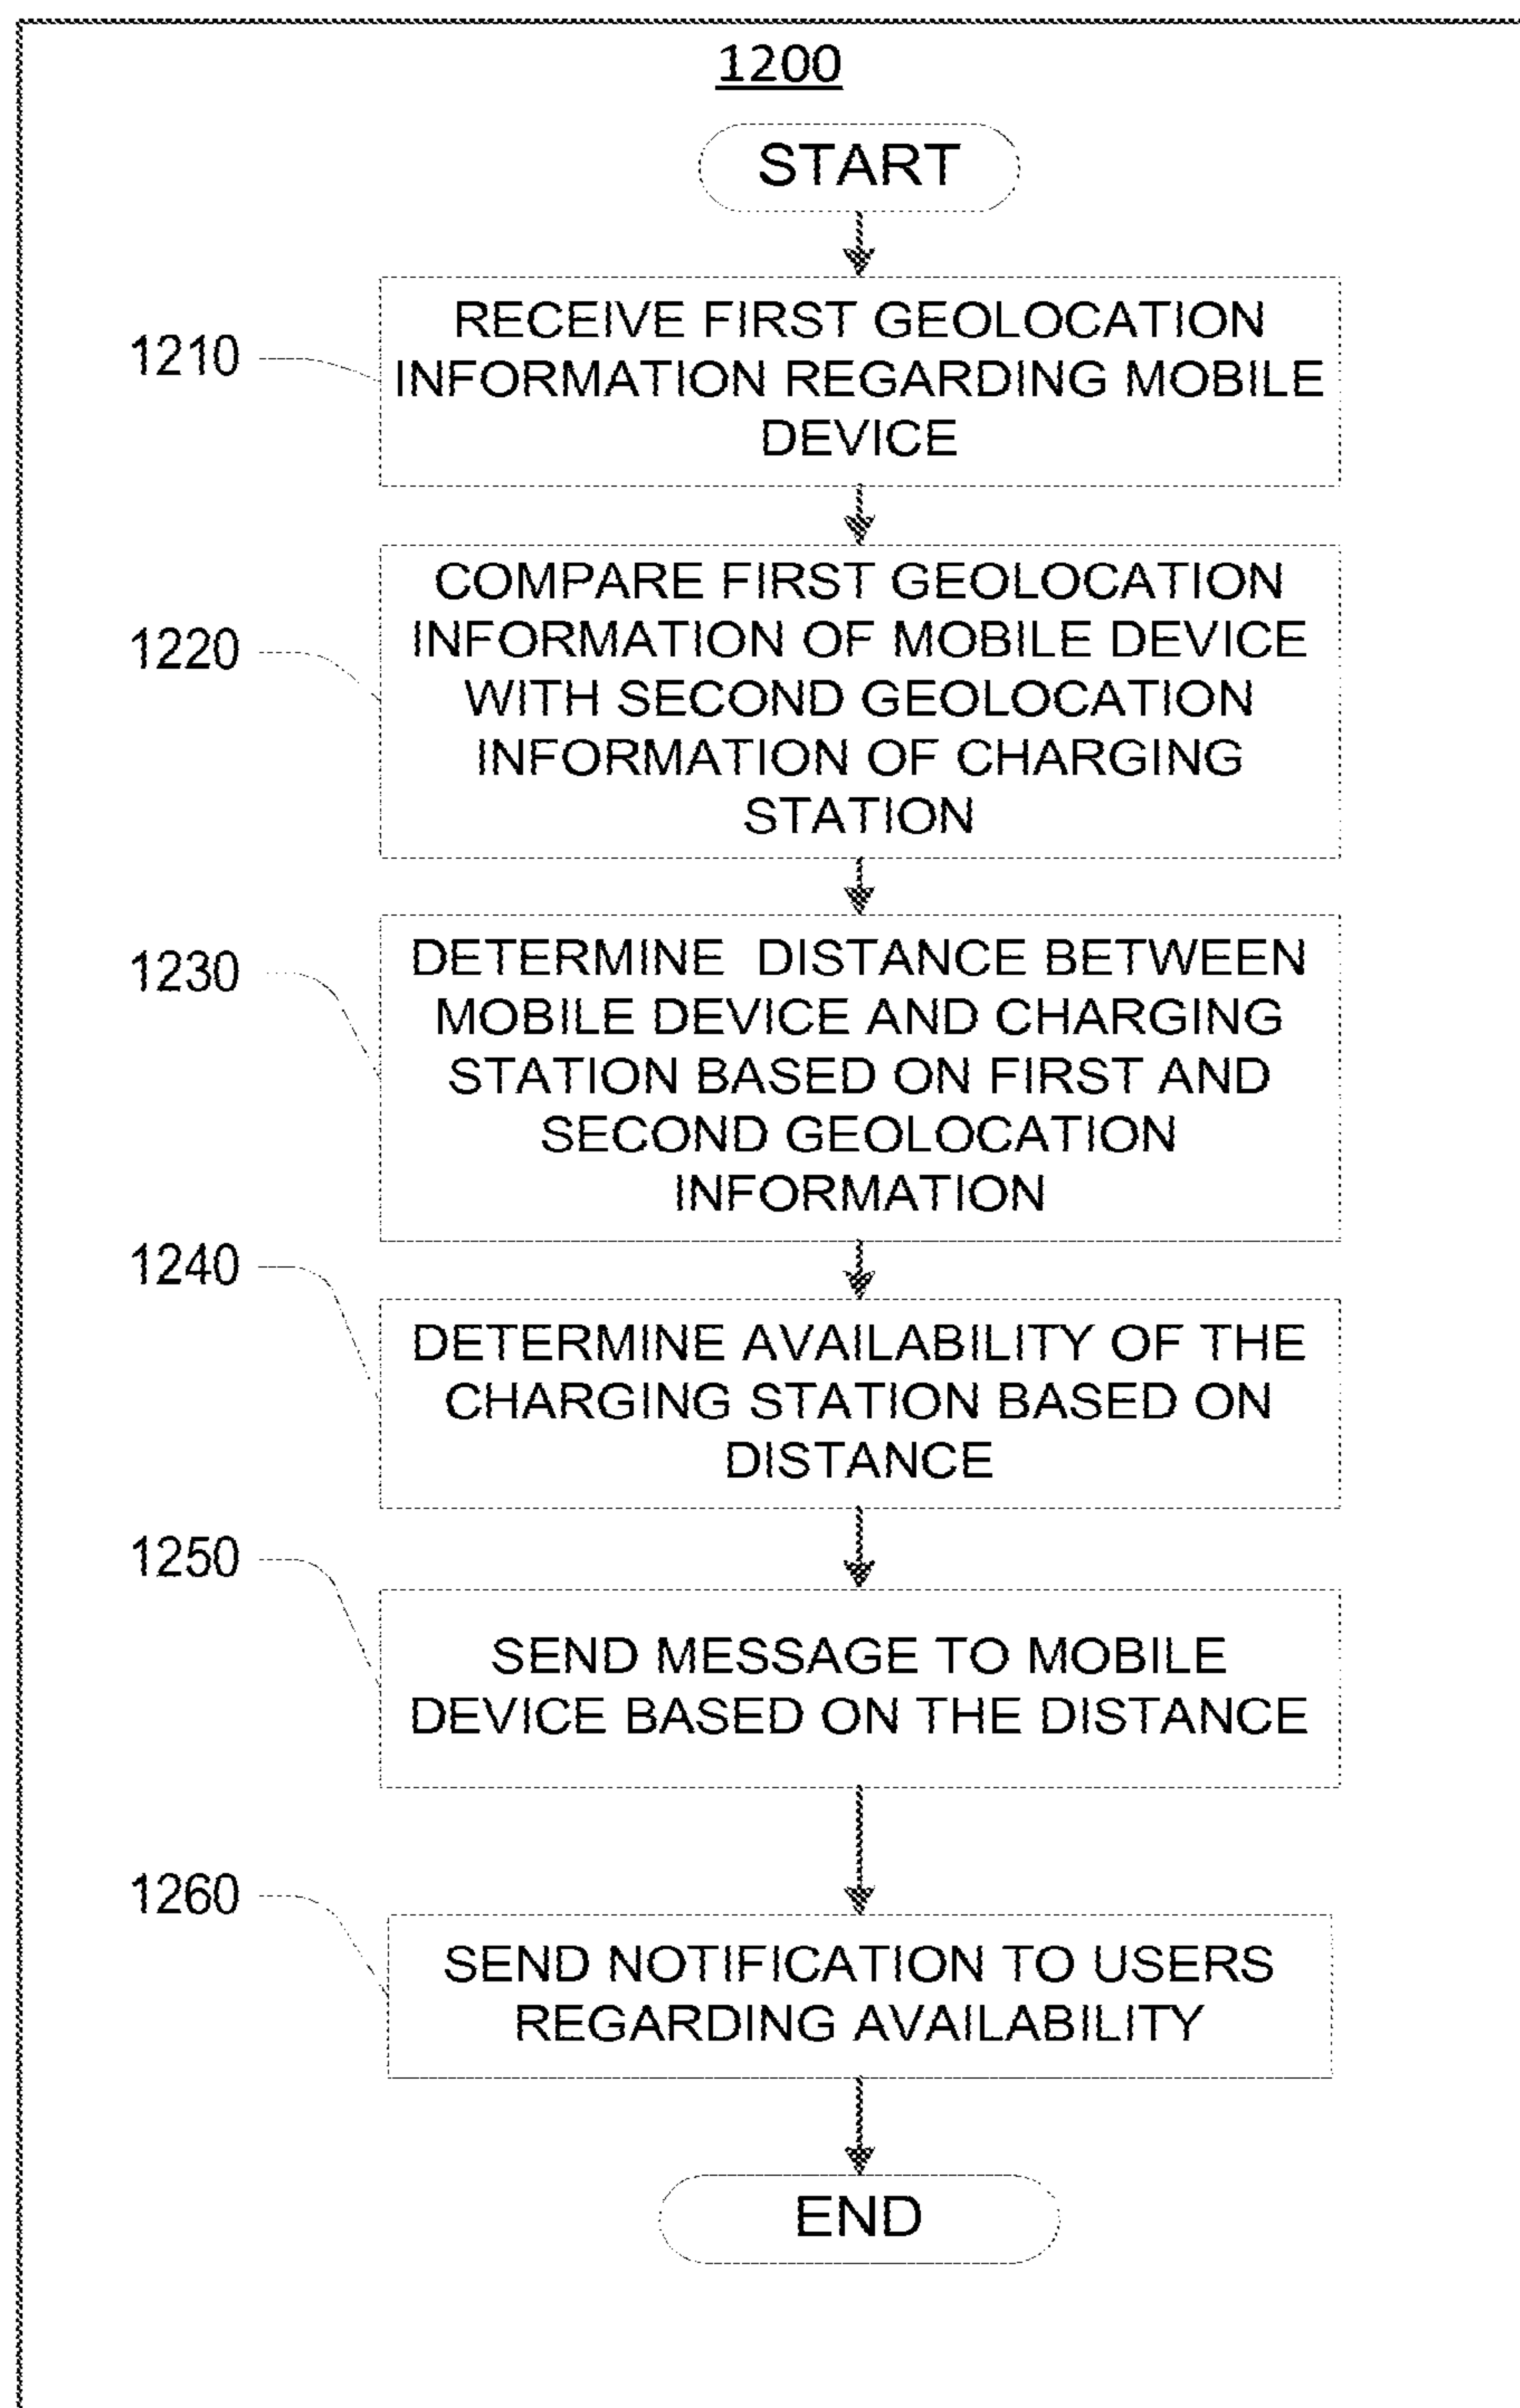 1200
START
1210
RECEIVE FIRST GEOLOCATION
INFORMATION REGARDING MOBILE
DEVICE
1220
COMPARE FIRST GEOLOCATION
INFORMATION OF MOBILE DEVICE
WITH SECOND GEOLOCATION
INFORMATION OF CHARGING
STATION
1230
DETERMINE DISTANCE BETWEEN
MOBILE DEVICE AND CHARGING
STATION BASED ON FIRST AND
SECOND GEOLOCATION
INFORMATION
1240
DETERMINE AVAILABILITY OF THE
CHARGING STATION BASED ON
DISTANCE
1250
SEND MESSAGE TO MOBILE
DEVICE BASED ON THE DISTANCE
1260
SEND NOTIFICATION TO USERS
REGARDING AVAILABILITY
END